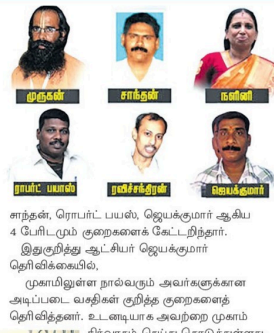 முருகன்
சாந்தன்
நளினி
ராபர்ட் பயாஸ்
ரவிச்சந்திரன்
ஜெயக்குமார்
சாந்தன், ரொபர்ட் பயஸ், ஜெயக்குமார் ஆகிய
4 பேரிடமும் குறைகளைக் கேட்டறிந்தார்.
இதுகுறித்து ஆட்சியர் ஜெயக்குமார்
தெரிவிக்கையில்,
முகாமிலுள்ள நால்வரும் அவர்களுக்கான
அடிப்படை வசதிகள் குறித்த குறைகளைத்
தெரிவித்தனர். உடனடியாக அவற்றை முகாம்